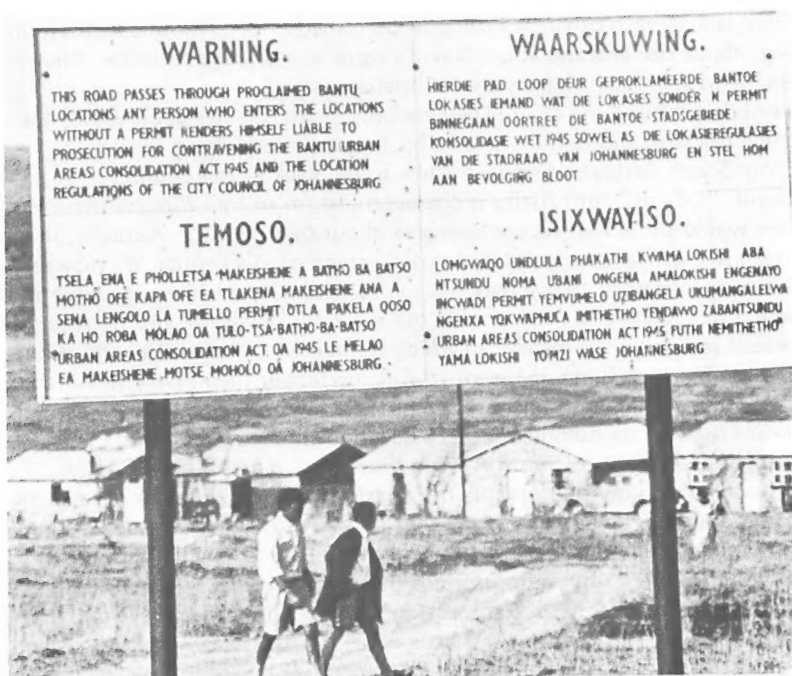 WARNING.
THIS ROAD PASSES THROUGH PROCLAIMED BANTU
LOCATIONS ANY PERSON WHO ENTERS THE LOCATIONS
WITHOUT A PERMIT RENDERS HIMSELF LIABLE TO
PROSECUTION FOR CONTRAVENING THE BANTU (URBAN
AREAS) CONSOLIDATION ACT 1945 AND THE LOCATION
REGULATIONS OF THE CITY COUNCIL OF JOHANNESBURG
WAARSKUWING.
HIERDIE PAD LOOP DEUR GEPROKLAMEERDE BANTOE
LOKASIES IEMAND WAT DIE LOKASIES SONDER 'N PERMIT
BINNEGAAN OORTREE DIE BANTOE-STADSGEBIEDE
KONSOLIDASIE WET 1945 SOWEL AS DIE LOKASIEREGULASIES
VAN DIE STADRAAD VAN JOHANNESBURG EN STEL HOM
AAN BEVOLGING BLOOT.
TEMOSO.
TSELA ENA E PHOLLETSA MAKEISHENE A BATHO BA BATSO
MOTHO OFE KAPA OFE EA TLAKENA MAKEISHENE ANA A
SENA LENGOLO LA TUMELLO PERMIT OTLA IPAKELA QOSO
KA HO ROBA MOLAO OA TULO-TSA-BATHO-BA-BATSO
URBAN AREAS CONSOLIDATION ACT, OA 1945 LE MELAO
EA MAKEISHENE, MOTSE MOHOLO OA JOHANNESBURG.
ISIXWAYISO.
LOMGWAQO UNDLULA PHAKATHI KWAMA LOKISHI ABA
NTSUNDU NOMA UBANI ONGENA AMALOKISHI ENGENAYO
INCWADI PERMIT YEMVUMELO UZIBANGELA UKUMANGALELWA
NGENXA YOKWAPHUCA IMITHETHO YENDAWO ZABANTSUNDU
URBAN AREAS CONSOLIDATION ACT 1945 FUTHI NEMITHETHO
YAMA LOKISHI YOMZI WASE JOHANNESBURG